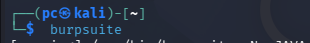 ┌──(pc㉿kali)-[~]
└─$ burpsuite